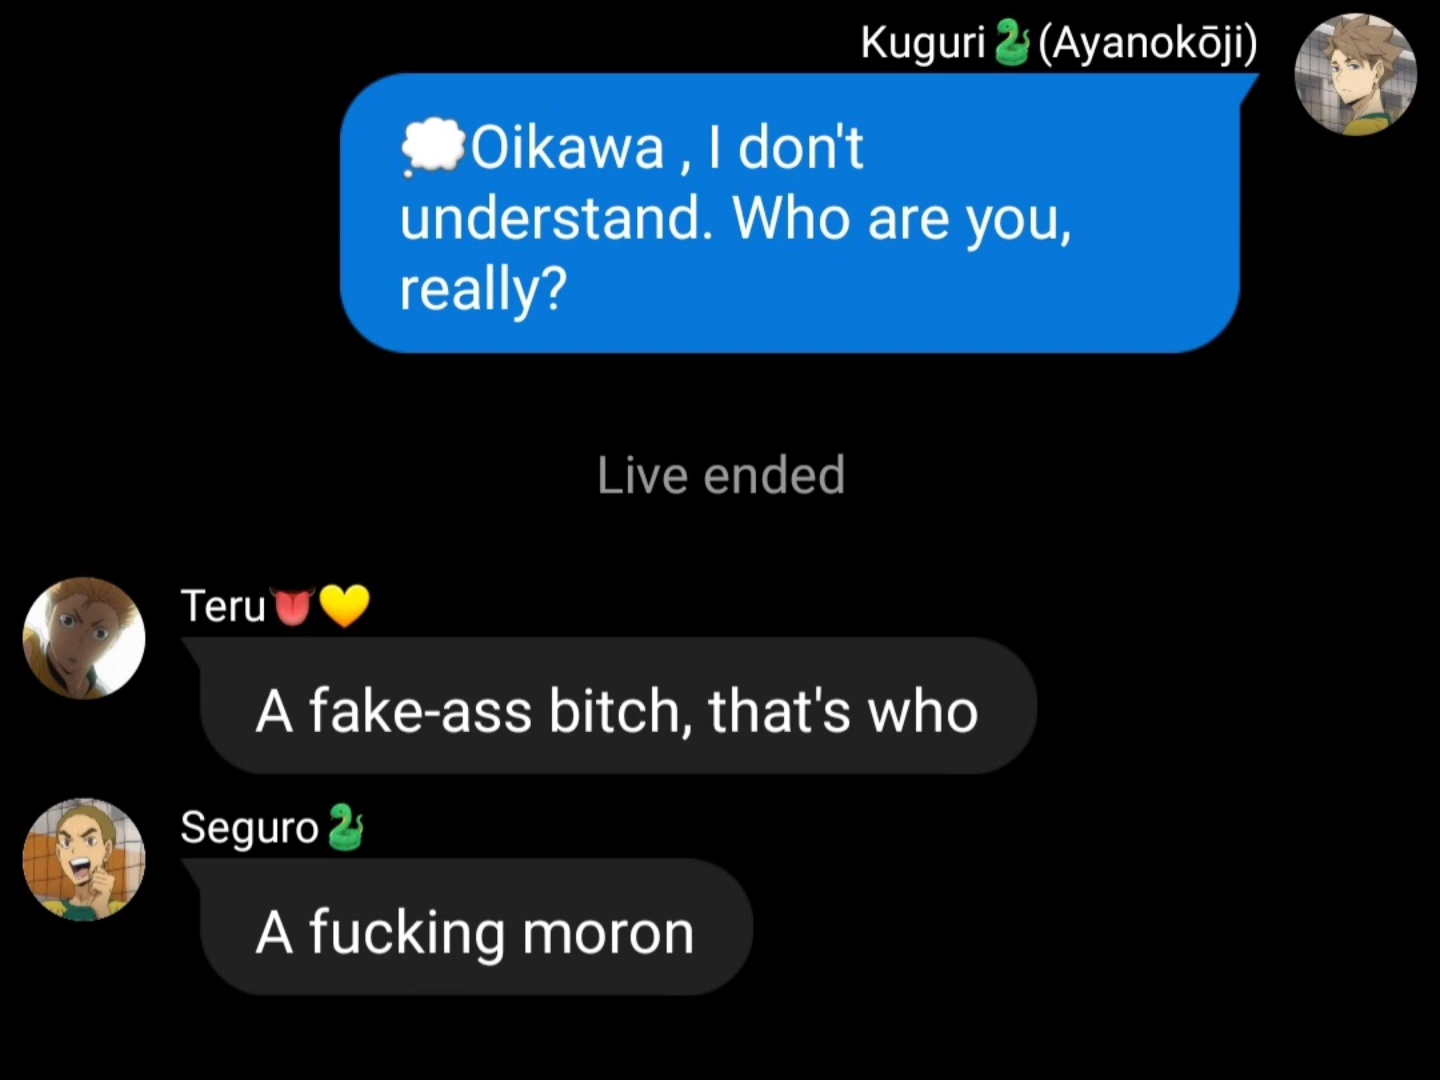 Kuguri🐍(Ayanokōji)
💭Oikawa , I don't
understand. Who are you,
really?
Live ended
Teru👅💛
A fake-ass bitch, that's who
Seguro🐍
A fucking moron